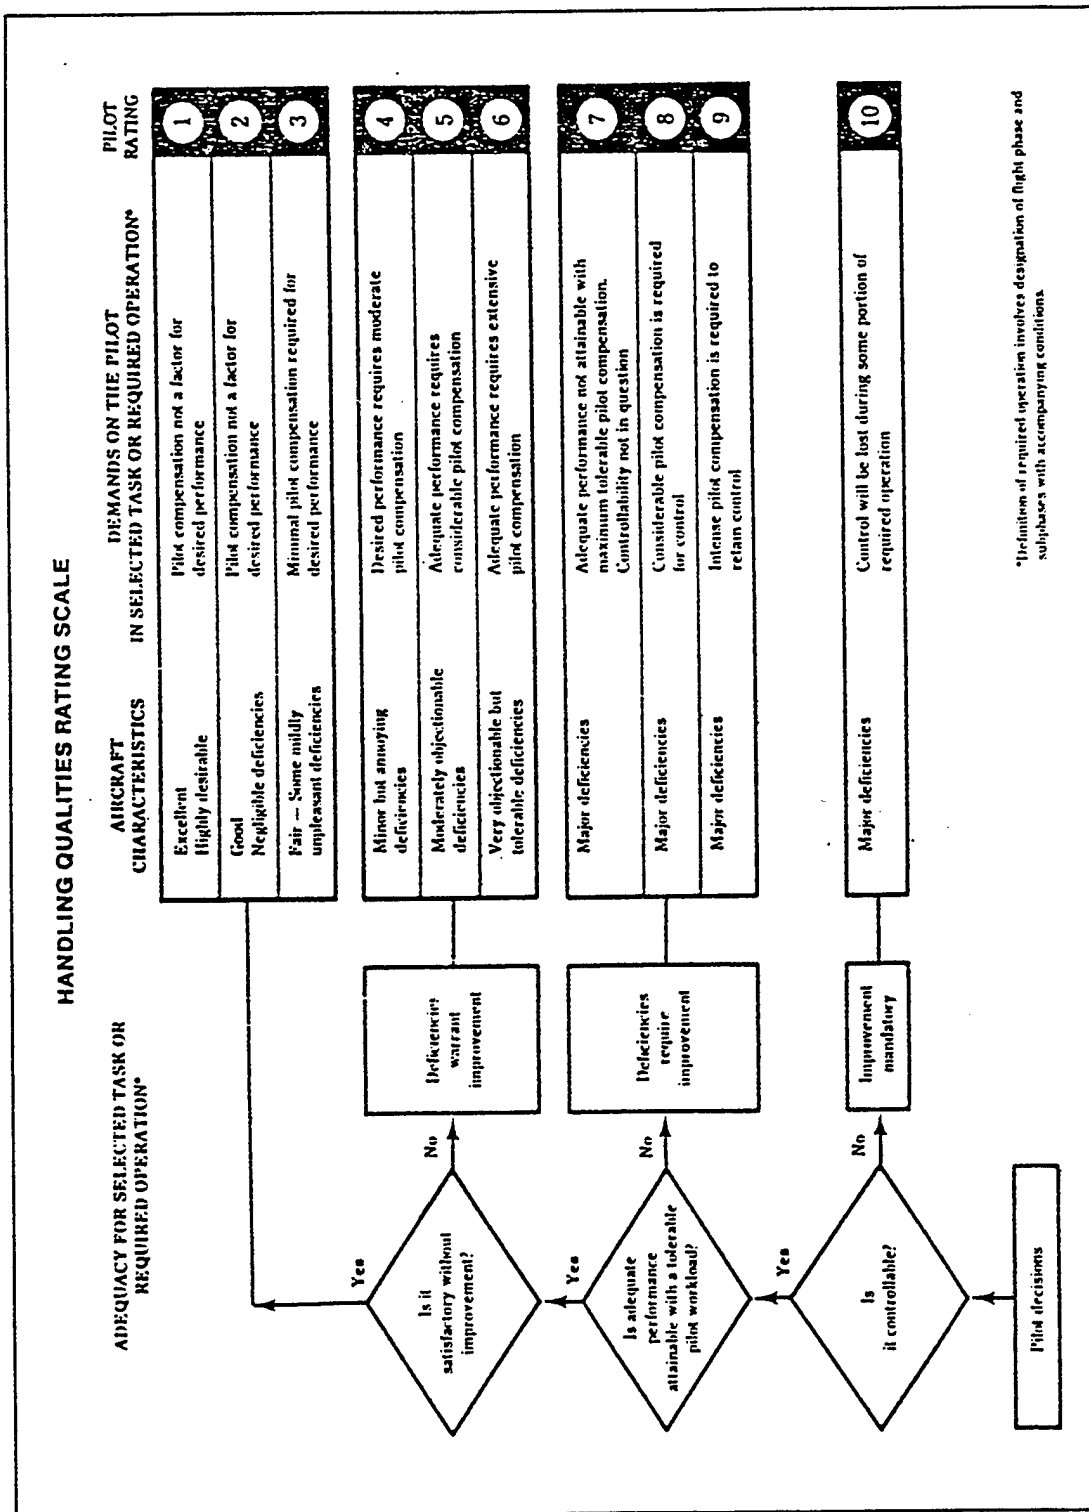 HANDLING QUALITIES RATING SCALE
ADEQUACY FOR SELECTED TASK OR
REQUIRED OPERATION*
AIRCRAFT
CHARACTERISTICS
DEMANDS ON THE PILOT
IN SELECTED TASK OR REQUIRED OPERATION*
PILOT
RATING
Excellent
Highly desirable
Pilot compensation not a factor for
desired performance
1
Good
Negligible deficiencies
Pilot compensation not a factor for
desired performance
2
Fair — Some mildly
unpleasant deficiencies
Minimal pilot compensation required for
desired performance
3
Yes
Is it
satisfactory without
improvement?
No
Deficiencies
warrant
improvement
Minor but annoying
deficiencies
Desired performance requires moderate
pilot compensation
4
Moderately objectionable
deficiencies
Adequate performance requires
considerable pilot compensation
5
Very objectionable but
tolerable deficiencies
Adequate performance requires extensive
pilot compensation
6
Yes
Is adequate
performance
attainable with a tolerable
pilot workload?
No
Deficiencies
require
improvement
Major deficiencies
Adequate performance not attainable with
maximum tolerable pilot compensation.
Controllability not in question
7
Major deficiencies
Considerable pilot compensation is required
for control
8
Major deficiencies
Intense pilot compensation is required to
retain control
9
Yes
Is
it controllable?
No
Improvement
mandatory
Major deficiencies
Control will be lost during some portion of
required operation
10
Pilot decisions
*Definition of required operation involves designation of flight phase and
subphases with accompanying conditions.